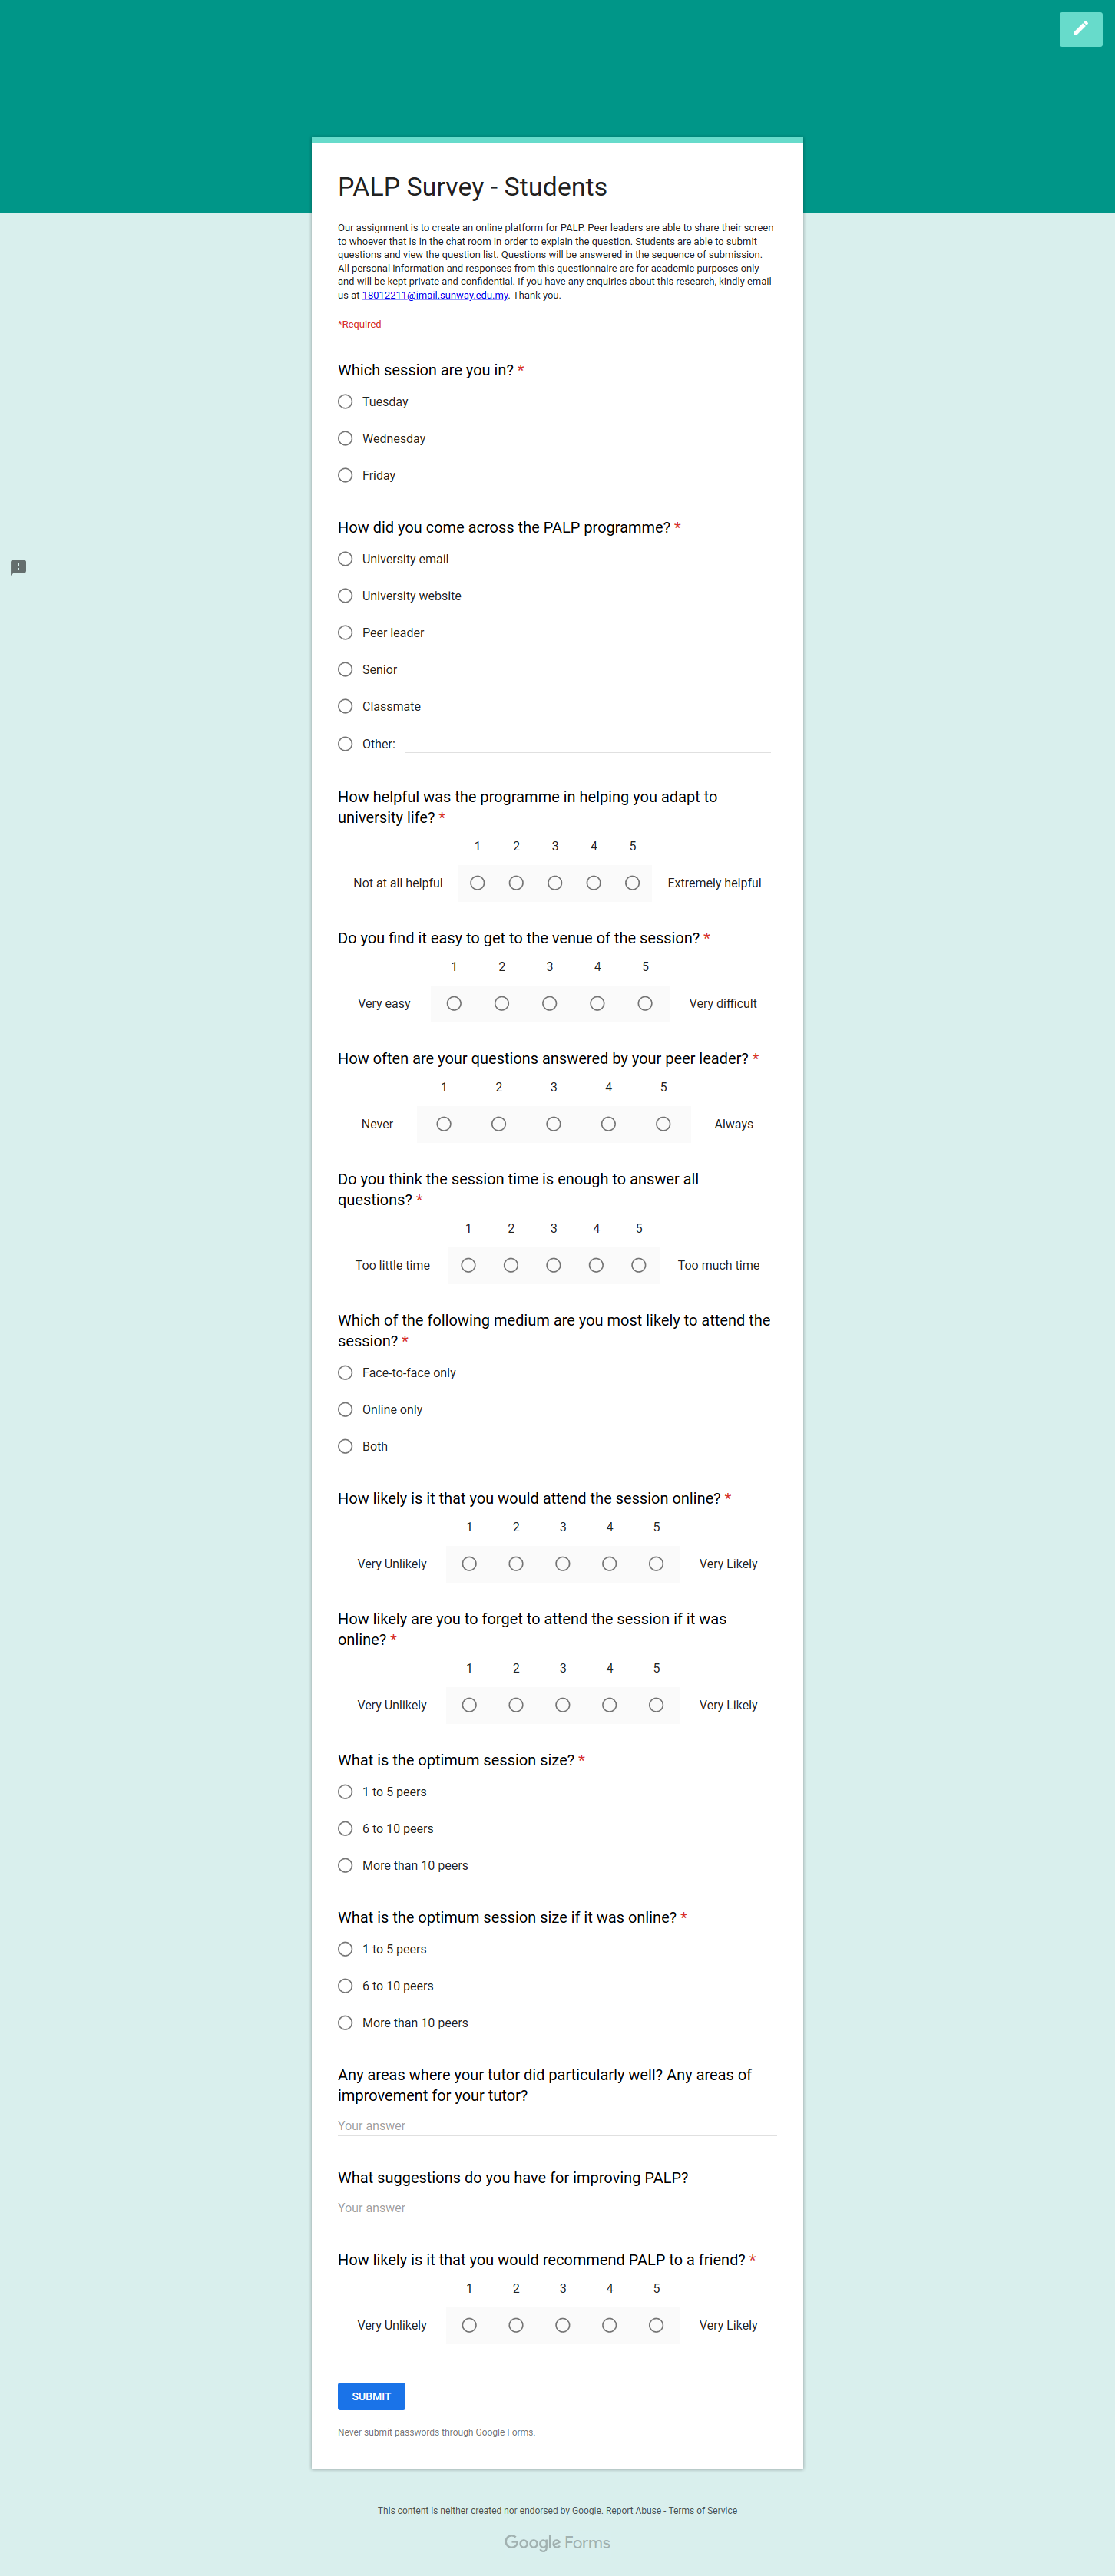 PALP Survey - Students
Our assignment is to create an online platform for PALP. Peer leaders are able to share their screen
to whoever that is in the chat room in order to explain the question. Students are able to submit
questions and view the question list. Questions will be answered in the sequence of submission.
All personal information and responses from this questionnaire are for academic purposes only
and will be kept private and confidential. If you have any enquiries about this research, kindly email
us at 18012211@imail.sunway.edu.my. Thank you.
*Required
Which session are you in? *
Tuesday
Wednesday
Friday
How did you come across the PALP programme? *
University email
University website
Peer leader
Senior
Classmate
Other:
How helpful was the programme in helping you adapt to
university life? *
1 2 3 4 5
Not at all helpful Extremely helpful
Do you find it easy to get to the venue of the session? *
1 2 3 4 5
Very easy Very difficult
How often are your questions answered by your peer leader? *
1 2 3 4 5
Never Always
Do you think the session time is enough to answer all
questions? *
1 2 3 4 5
Too little time Too much time
Which of the following medium are you most likely to attend the
session? *
Face-to-face only
Online only
Both
How likely is it that you would attend the session online? *
1 2 3 4 5
Very Unlikely Very Likely
How likely are you to forget to attend the session if it was
online? *
1 2 3 4 5
Very Unlikely Very Likely
What is the optimum session size? *
1 to 5 peers
6 to 10 peers
More than 10 peers
What is the optimum session size if it was online? *
1 to 5 peers
6 to 10 peers
More than 10 peers
Any areas where your tutor did particularly well? Any areas of
improvement for your tutor?
Your answer
What suggestions do you have for improving PALP?
Your answer
How likely is it that you would recommend PALP to a friend? *
1 2 3 4 5
Very Unlikely Very Likely
SUBMIT
Never submit passwords through Google Forms.
This content is neither created nor endorsed by Google. Report Abuse - Terms of Service
Google Forms